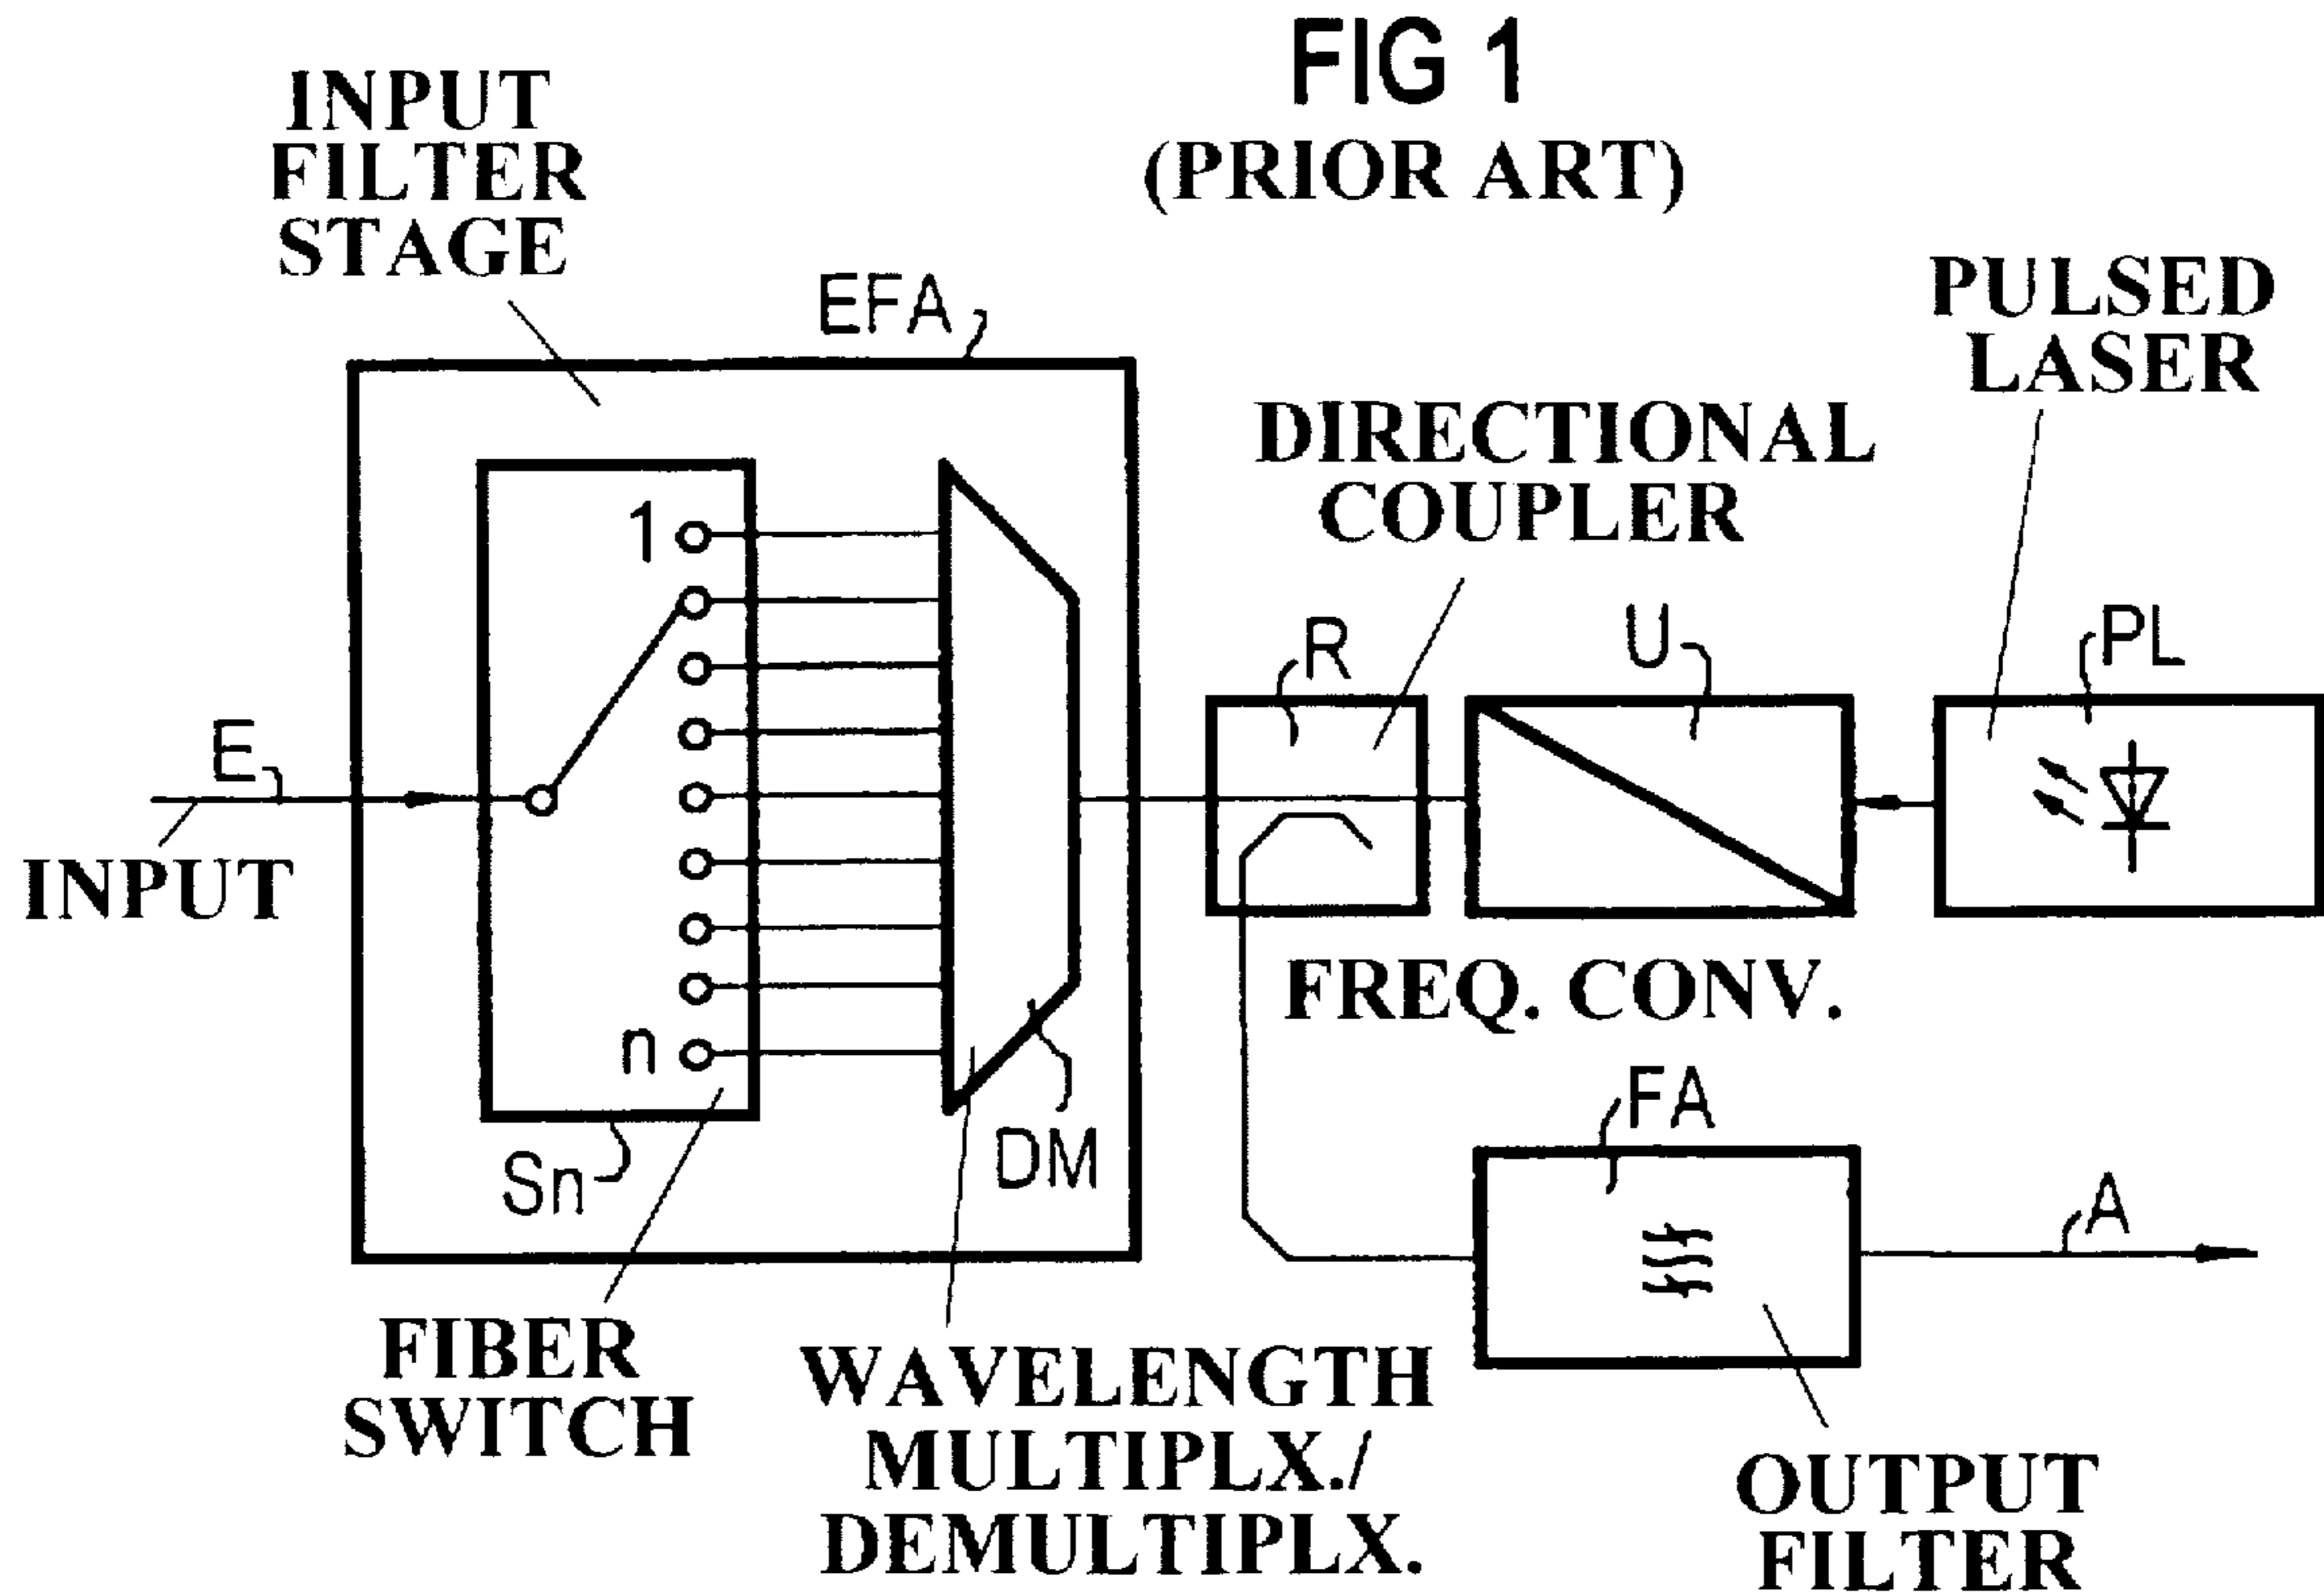 FIG 1
(PRIOR ART)
INPUT
FILTER
STAGE
EFA
PULSED
LASER
DIRECTIONAL
COUPLER
1
R
U
PL
E
INPUT
FREQ. CONV.
n
Sn
DM
FA
A
FIBER
SWITCH
WAVELENGTH
MULTIPLX./
DEMULTIPLX.
OUTPUT
FILTER